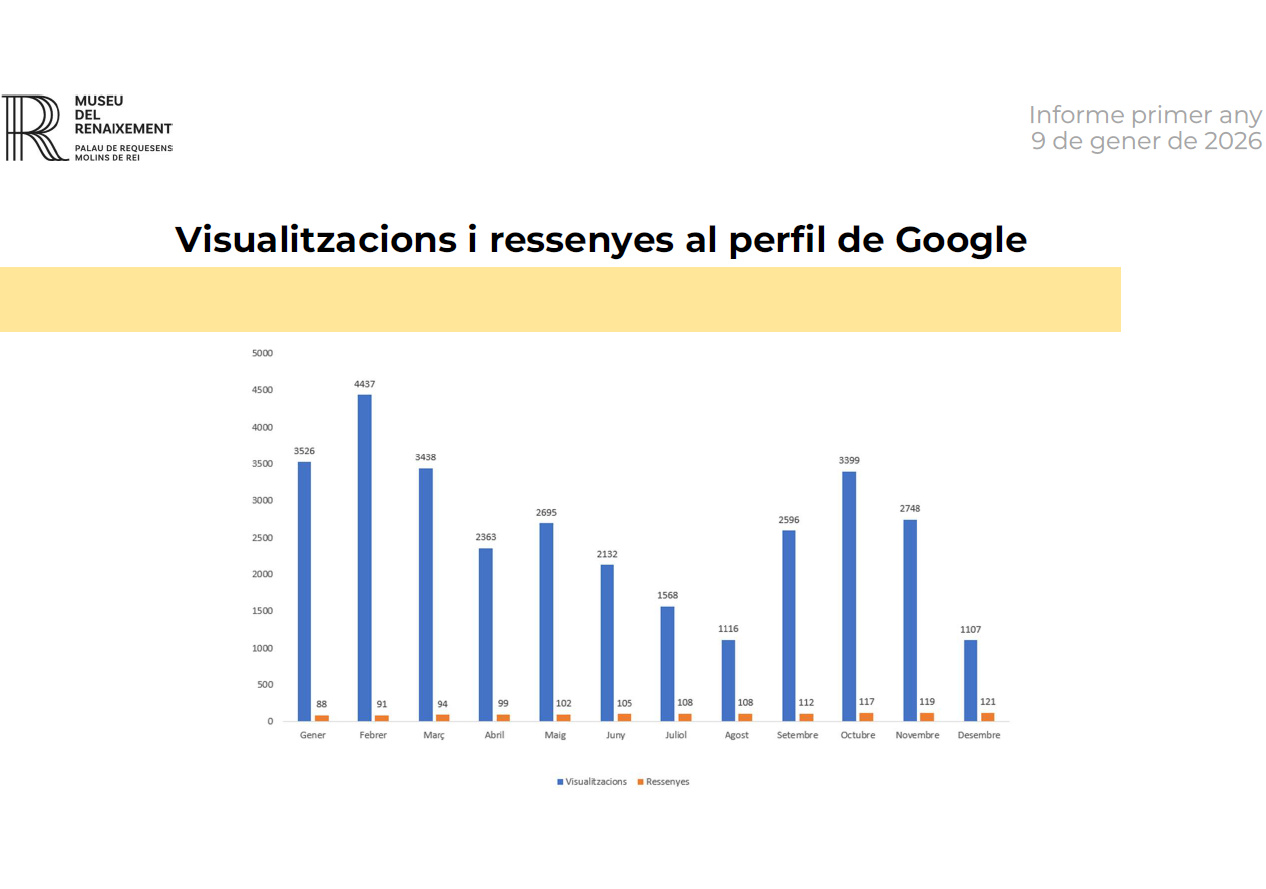 MUSEU
DEL
RENAIXEMENT
PALAU DE REQUESENS
MOLINS DE REI
Informe primer any
9 de gener de 2026
Visualitzacions i ressenyes al perfil de Google
5000
4500
4000
3500
3000
2500
2000
1500
1000
500
0
3526
4437
3438
2363
2695
2132
1568
1116
2596
3399
2748
1107
88
91
94
99
102
105
108
108
112
117
119
121
Gener
Febrer
Març
Abril
Maig
Juny
Juliol
Agost
Setembre
Octubre
Novembre
Desembre
Visualitzacions
Ressenyes